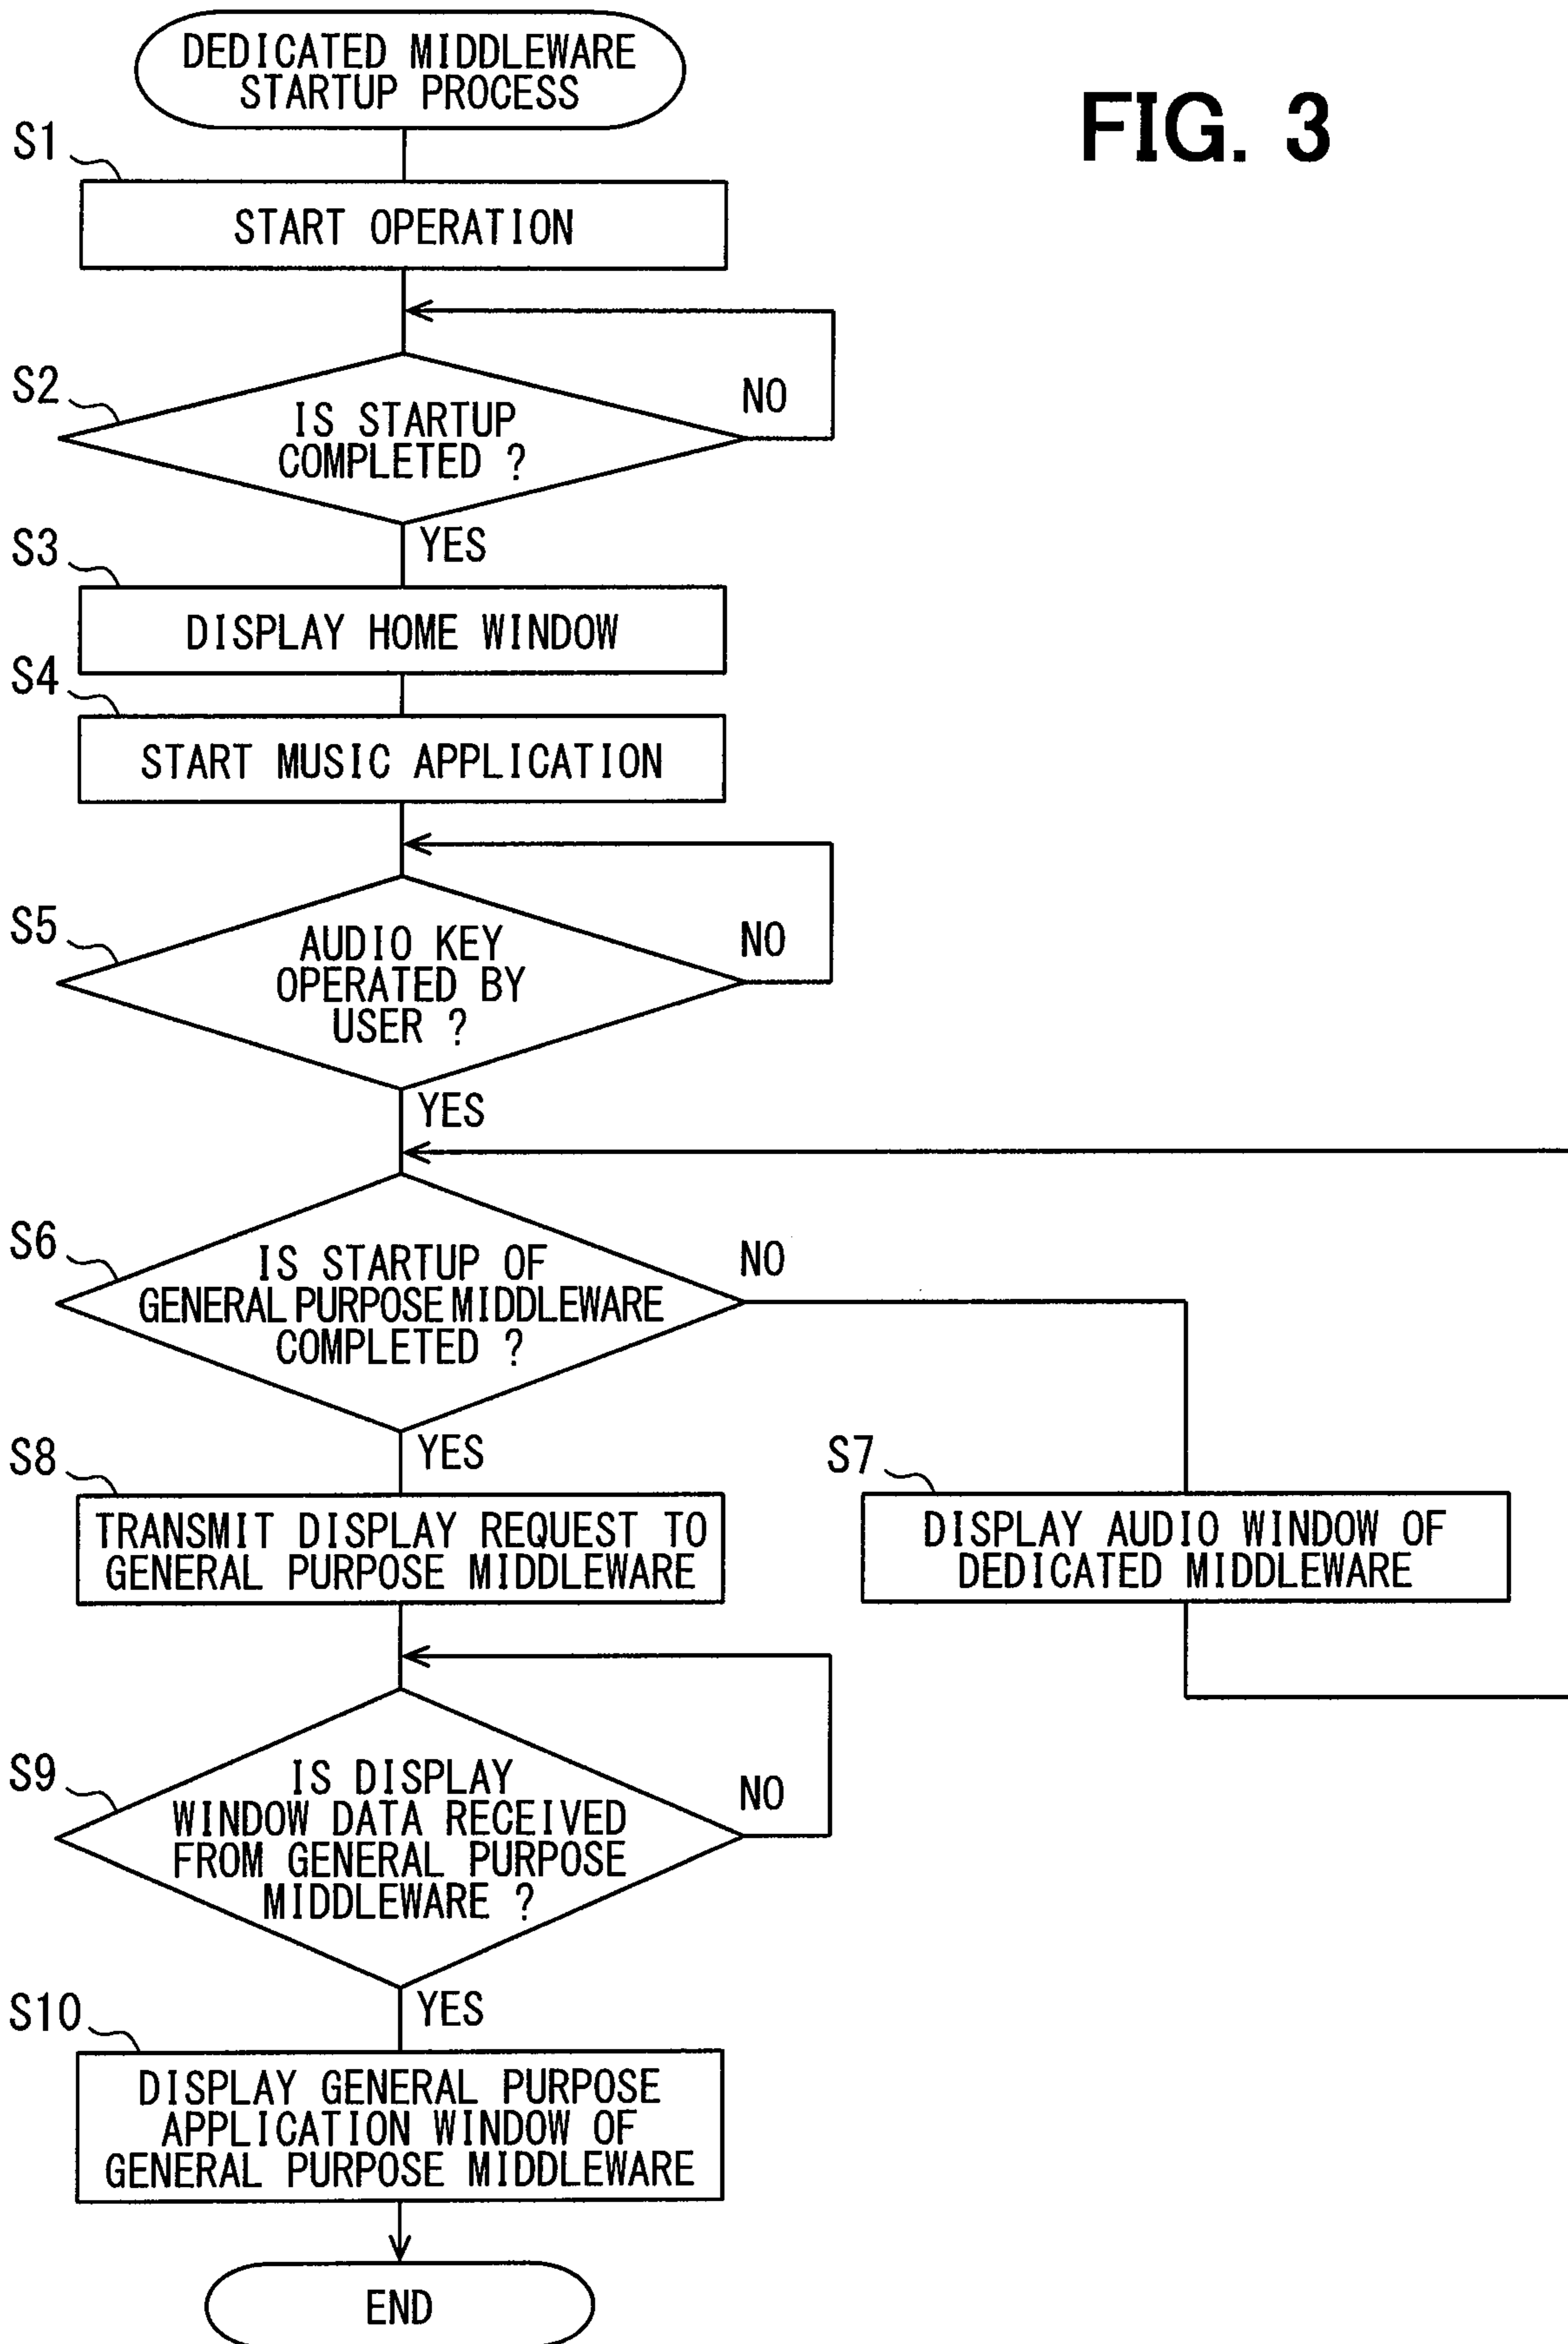 FIG. 3
DEDICATED MIDDLEWARE
STARTUP PROCESS
S1
START OPERATION
S2
IS STARTUP
COMPLETED ?
NO
YES
S3
DISPLAY HOME WINDOW
S4
START MUSIC APPLICATION
S5
AUDIO KEY
OPERATED BY
USER ?
NO
YES
S6
IS STARTUP OF
GENERAL PURPOSE MIDDLEWARE
COMPLETED ?
NO
YES
S7
DISPLAY AUDIO WINDOW OF
DEDICATED MIDDLEWARE
S8
TRANSMIT DISPLAY REQUEST TO
GENERAL PURPOSE MIDDLEWARE
S9
IS DISPLAY
WINDOW DATA RECEIVED
FROM GENERAL PURPOSE
MIDDLEWARE ?
NO
YES
S10
DISPLAY GENERAL PURPOSE
APPLICATION WINDOW OF
GENERAL PURPOSE MIDDLEWARE
END